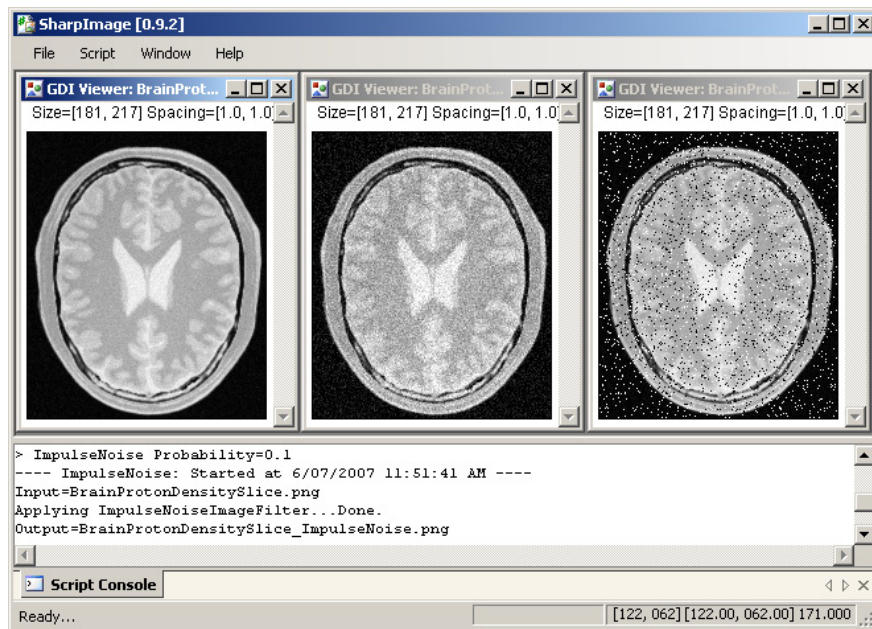 SharpImage [0.9.2]
File Script Window Help
GDI Viewer: BrainProt...
Size=[181, 217] Spacing=[1.0, 1.0]
GDI Viewer: BrainProt...
Size=[181, 217] Spacing=[1.0, 1.0]
GDI Viewer: BrainProt...
Size=[181, 217] Spacing=[1.0, 1.0]
> ImpulseNoise Probability=0.1
---- ImpulseNoise: Started at 6/07/2007 11:51:41 AM ----
Input=BrainProtonDensitySlice.png
Applying ImpulseNoiseImageFilter...Done.
Output=BrainProtonDensitySlice_ImpulseNoise.png
Script Console
Ready...
[122, 062] [122.00, 062.00] 171.000